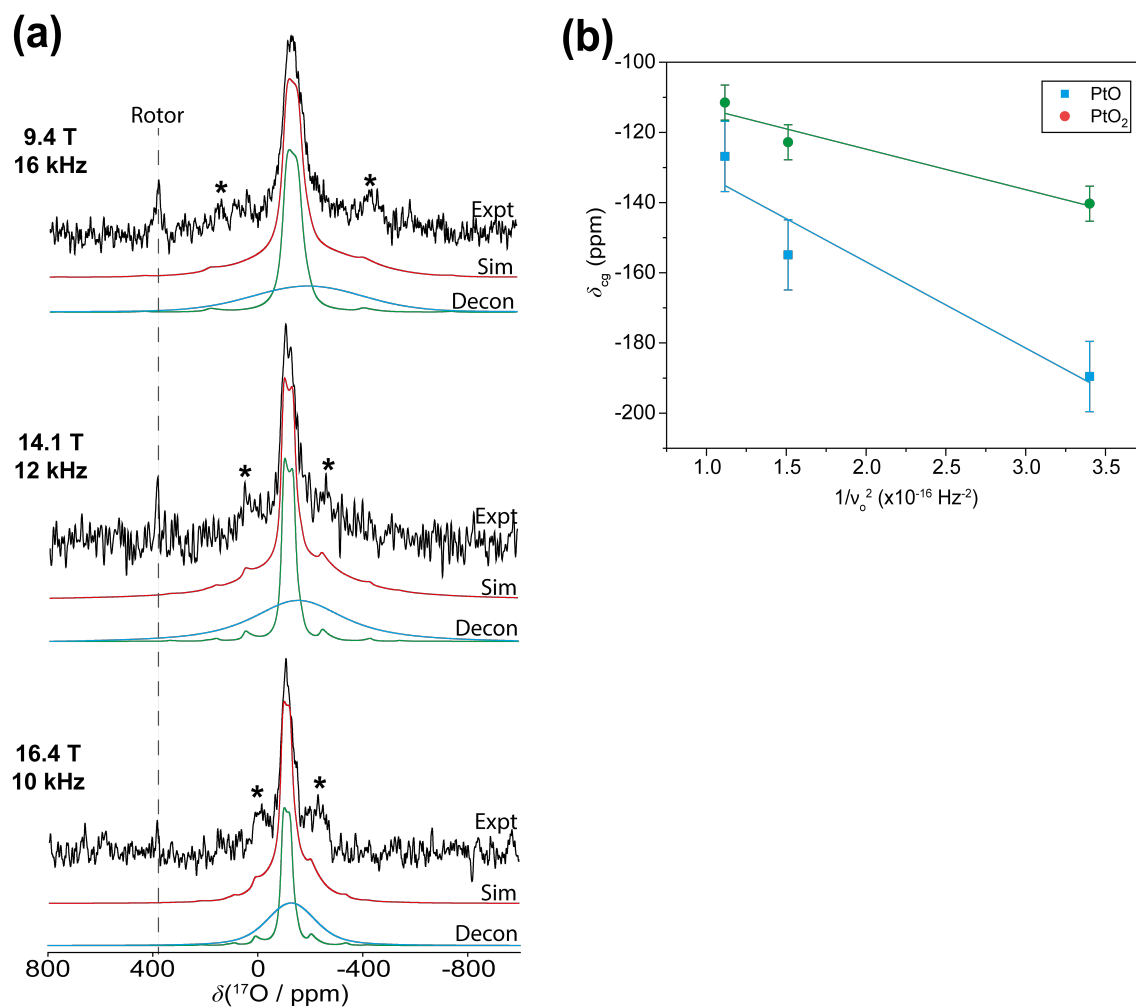 (a)
Rotor
9.4 T
16 kHz
*
*
Expt
Sim
Decon
14.1 T
12 kHz
*
*
Expt
Sim
Decon
16.4 T
10 kHz
*
*
Expt
Sim
Decon
800 400 0 -400 -800
δ(¹⁷O / ppm)
(b)
-100
-120
-140
-160
-180
-200
δcg (ppm)
PtO
PtO₂
1.0 1.5 2.0 2.5 3.0 3.5
1/νo² (x10⁻¹⁶ Hz⁻²)